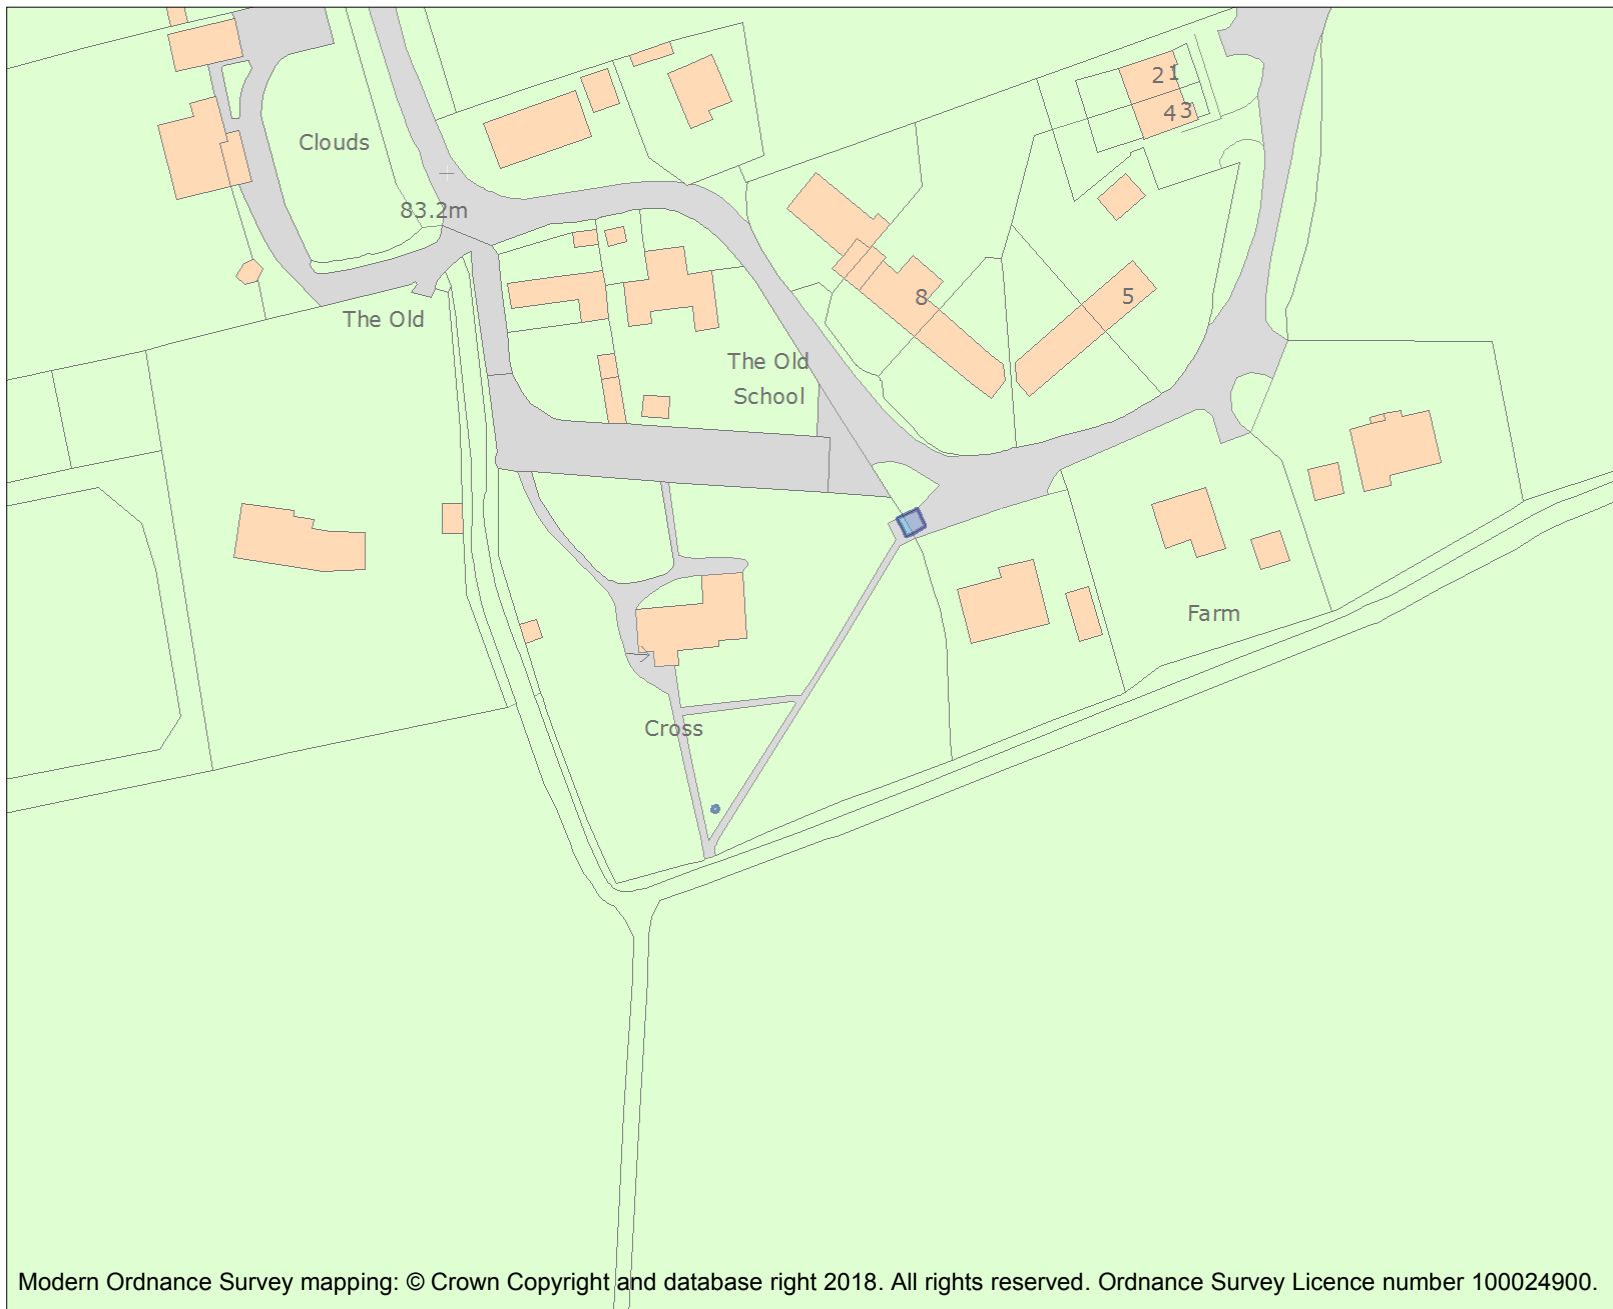 21
43
Clouds
83.2m
The Old
8
5
The Old
School
Farm
Cross
Modern Ordnance Survey mapping: © Crown Copyright and database right 2018. All rights reserved. Ordnance Survey Licence number 100024900.